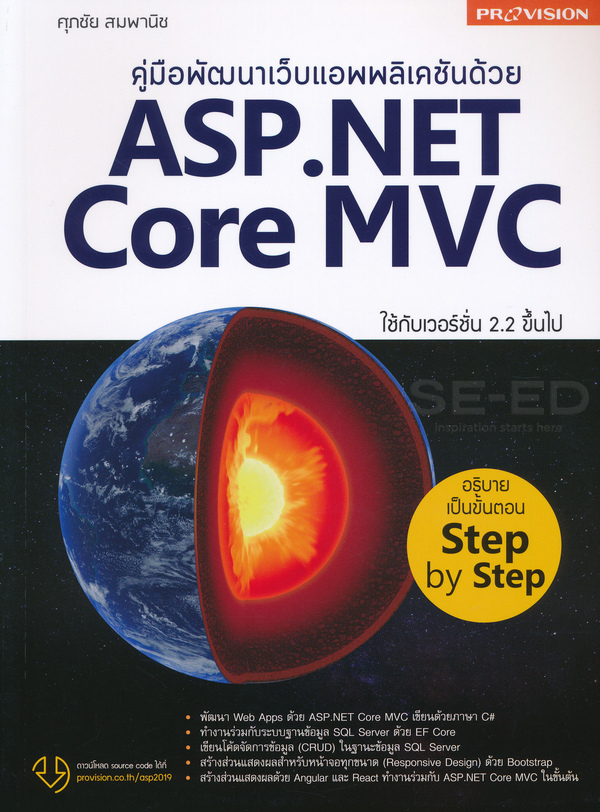 ศุภชัย สมพานิช
PROVISION
คู่มือพัฒนาเว็บแอพพลิเคชันด้วย
ASP.NET
Core MVC
ใช้กับเวอร์ชั่น 2.2 ขึ้นไป
SE-ED
inspiration starts here
อธิบาย
เป็นขั้นตอน
Step
by Step
• พัฒนา Web Apps ด้วย ASP.NET Core MVC เขียนด้วยภาษา C#
• ทำงานร่วมกับระบบฐานข้อมูล SQL Server ด้วย EF Core
• เขียนโค้ดจัดการข้อมูล (CRUD) ในฐานะข้อมูล SQL Server
• สร้างส่วนแสดงผลสำหรับหน้าจอทุกขนาด (Responsive Design) ด้วย Bootstrap
• สร้างส่วนแสดงผลด้วย Angular และ React ทำงานร่วมกับ ASP.NET Core MVC ในขั้นต้น
ดาวน์โหลด source code ได้ที่
provision.co.th/asp2019